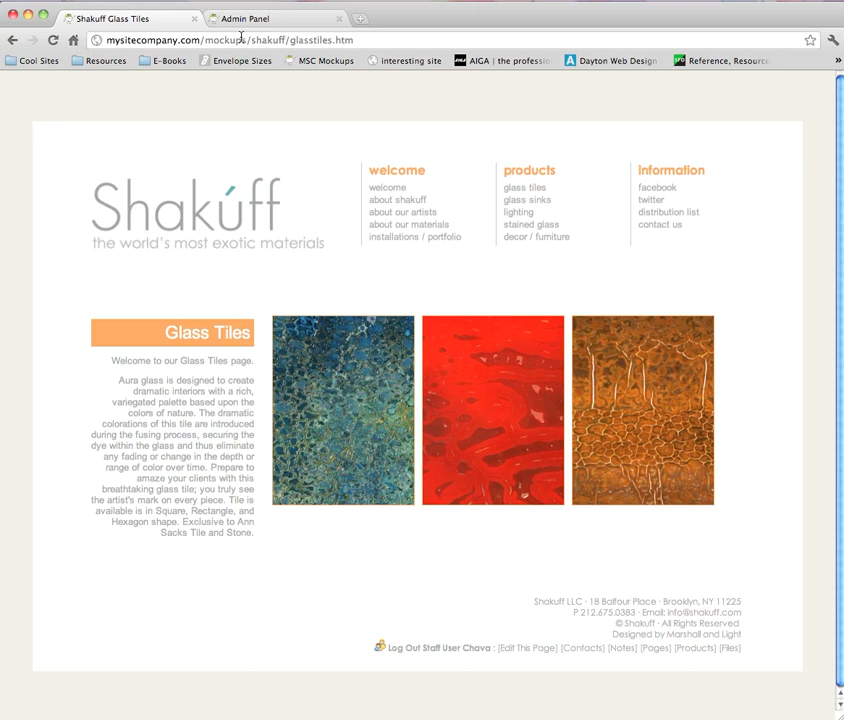 Shakuff Glass Tiles
Admin Panel
mysitecompany.com/mockups/shakuff/glasstiles.htm
Cool Sites
Resources
E-Books
Envelope Sizes
MSC Mockups
interesting site
AIGA | the professio
Dayton Web Design
Reference, Resourc
»
Shakúff
the world's most exotic materials
welcome
welcome
about shakuff
about our artists
about our materials
installations / portfolio
products
glass tiles
glass sinks
lighting
stained glass
decor / furniture
information
facebook
twitter
distribution list
contact us
Glass Tiles
Welcome to our Glass Tiles page.
Aura glass is designed to create
dramatic interiors with a rich,
variegated palette based upon the
colors of nature. The dramatic
colorations of this tile are introduced
during the fusing process, securing the
dye within the glass and thus eliminate
any fading or change in the depth or
range of color over time. Prepare to
amaze your clients with this
breathtaking glass tile; you truly see
the artist's mark on every piece. Tile is
available is in Square, Rectangle, and
Hexagon shape. Exclusive to Ann
Sacks Tile and Stone.
Shakuff LLC · 18 Balfour Place · Brooklyn, NY 11225
P 212.675.0383 · Email: info@shakuff.com
© Shakuff · All Rights Reserved
Designed by Marshall and Light
Log Out Staff User Chava : [Edit This Page] [Contacts] [Notes] [Pages] [Products] [Files]